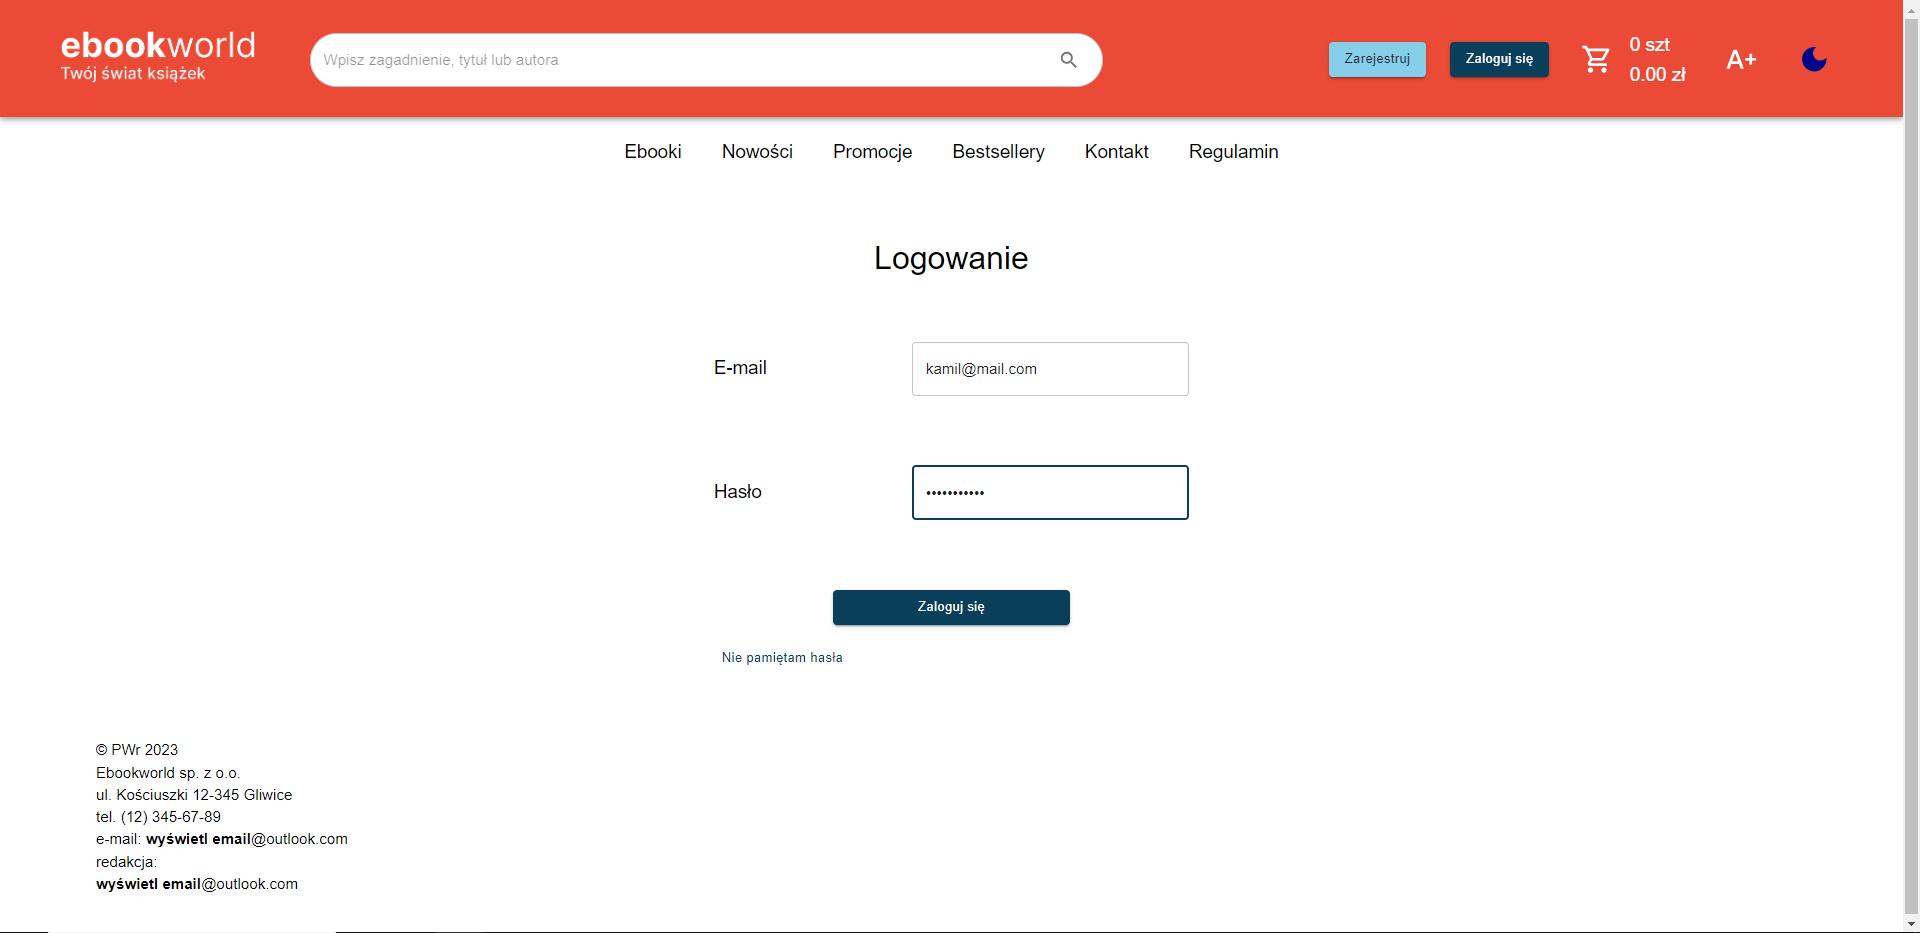 ebookworld
Twój świat książek
Wpisz zagadnienie, tytuł lub autora
Zarejestruj
Zaloguj się
0 szt
0.00 zł
A+
Ebooki Nowości Promocje Bestsellery Kontakt Regulamin
Logowanie
E-mail
kamil@mail.com
Hasło
•••••••••••
Zaloguj się
Nie pamiętam hasła
© PWr 2023
Ebookworld sp. z o.o.
ul. Kościuszki 12-345 Gliwice
tel. (12) 345-67-89
e-mail: wyświetl email@outlook.com
redakcja:
wyświetl email@outlook.com